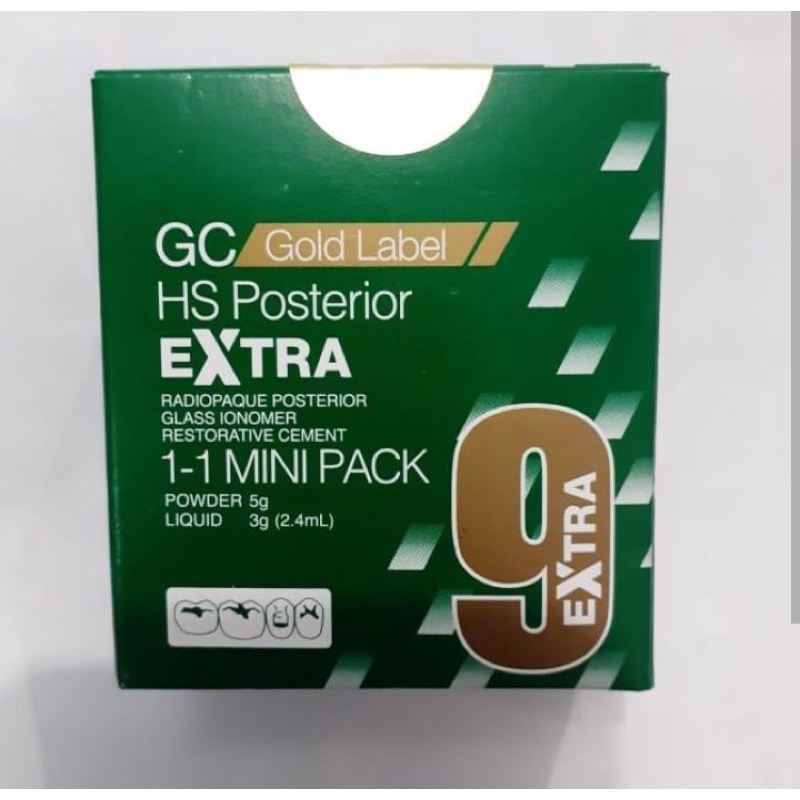 GC Gold Label
HS Posterior
EXTRA
RADIOPAQUE POSTERIOR
GLASS IONOMER
RESTORATIVE CEMENT
1-1 MINI PACK
POWDER 5g
LIQUID 3g (2.4mL)
9
EXTRA